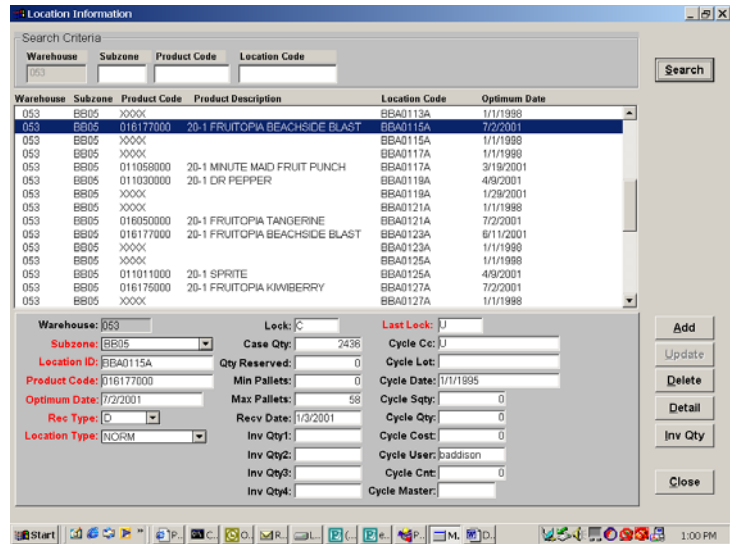 Location Information
Search Criteria
Warehouse Subzone Product Code Location Code
053
Search
Warehouse Subzone Product Code Product Description Location Code Optimum Date
053 BB05 XXXX BBA0113A 1/1/1998
053 BB05 016177000 20-1 FRUITOPIA BEACHSIDE BLAST BBA0115A 7/2/2001
053 BB05 XXXX BBA0115A 1/1/1998
053 BB05 XXXX BBA0117A 1/1/1998
053 BB05 011058000 20-1 MINUTE MAID FRUIT PUNCH BBA0117A 3/19/2001
053 BB05 011030000 20-1 DR PEPPER BBA0119A 4/9/2001
053 BB05 XXXX BBA0119A 1/29/2001
053 BB05 XXXX BBA0121A 1/1/1998
053 BB05 016050000 20-1 FRUITOPIA TANGERINE BBA0121A 7/2/2001
053 BB05 016177000 20-1 FRUITOPIA BEACHSIDE BLAST BBA0123A 6/11/2001
053 BB05 XXXX BBA0123A 1/1/1998
053 BB05 XXXX BBA0125A 1/1/1998
053 BB05 011011000 20-1 SPRITE BBA0125A 4/9/2001
053 BB05 016175000 20-1 FRUITOPIA KIWIBERRY BBA0127A 7/2/2001
053 BB05 XXXX BBA0127A 1/1/1998
Warehouse: 053 Lock: C Last Lock: U
Subzone: BB05 Case Qty: 2436 Cycle Cc: U
Location ID: BBA0115A Qty Reserved: 0 Cycle Lot:
Product Code: 016177000 Min Pallets: 0 Cycle Date: 1/1/1995
Optimum Date: 7/2/2001 Max Pallets: 58 Cycle Sqty: 0
Rec Type: D Recv Date: 1/3/2001 Cycle Qty: 0
Location Type: NORM Inv Qty1: Cycle Cost: 0
Inv Qty2: Cycle User: baddison
Inv Qty3: Cycle Cnt: 0
Inv Qty4: Cycle Master:
Add
Update
Delete
Detail
Inv Qty
Close
Start P... C... O... R... L... (... e... P... M... D... 1:00 PM